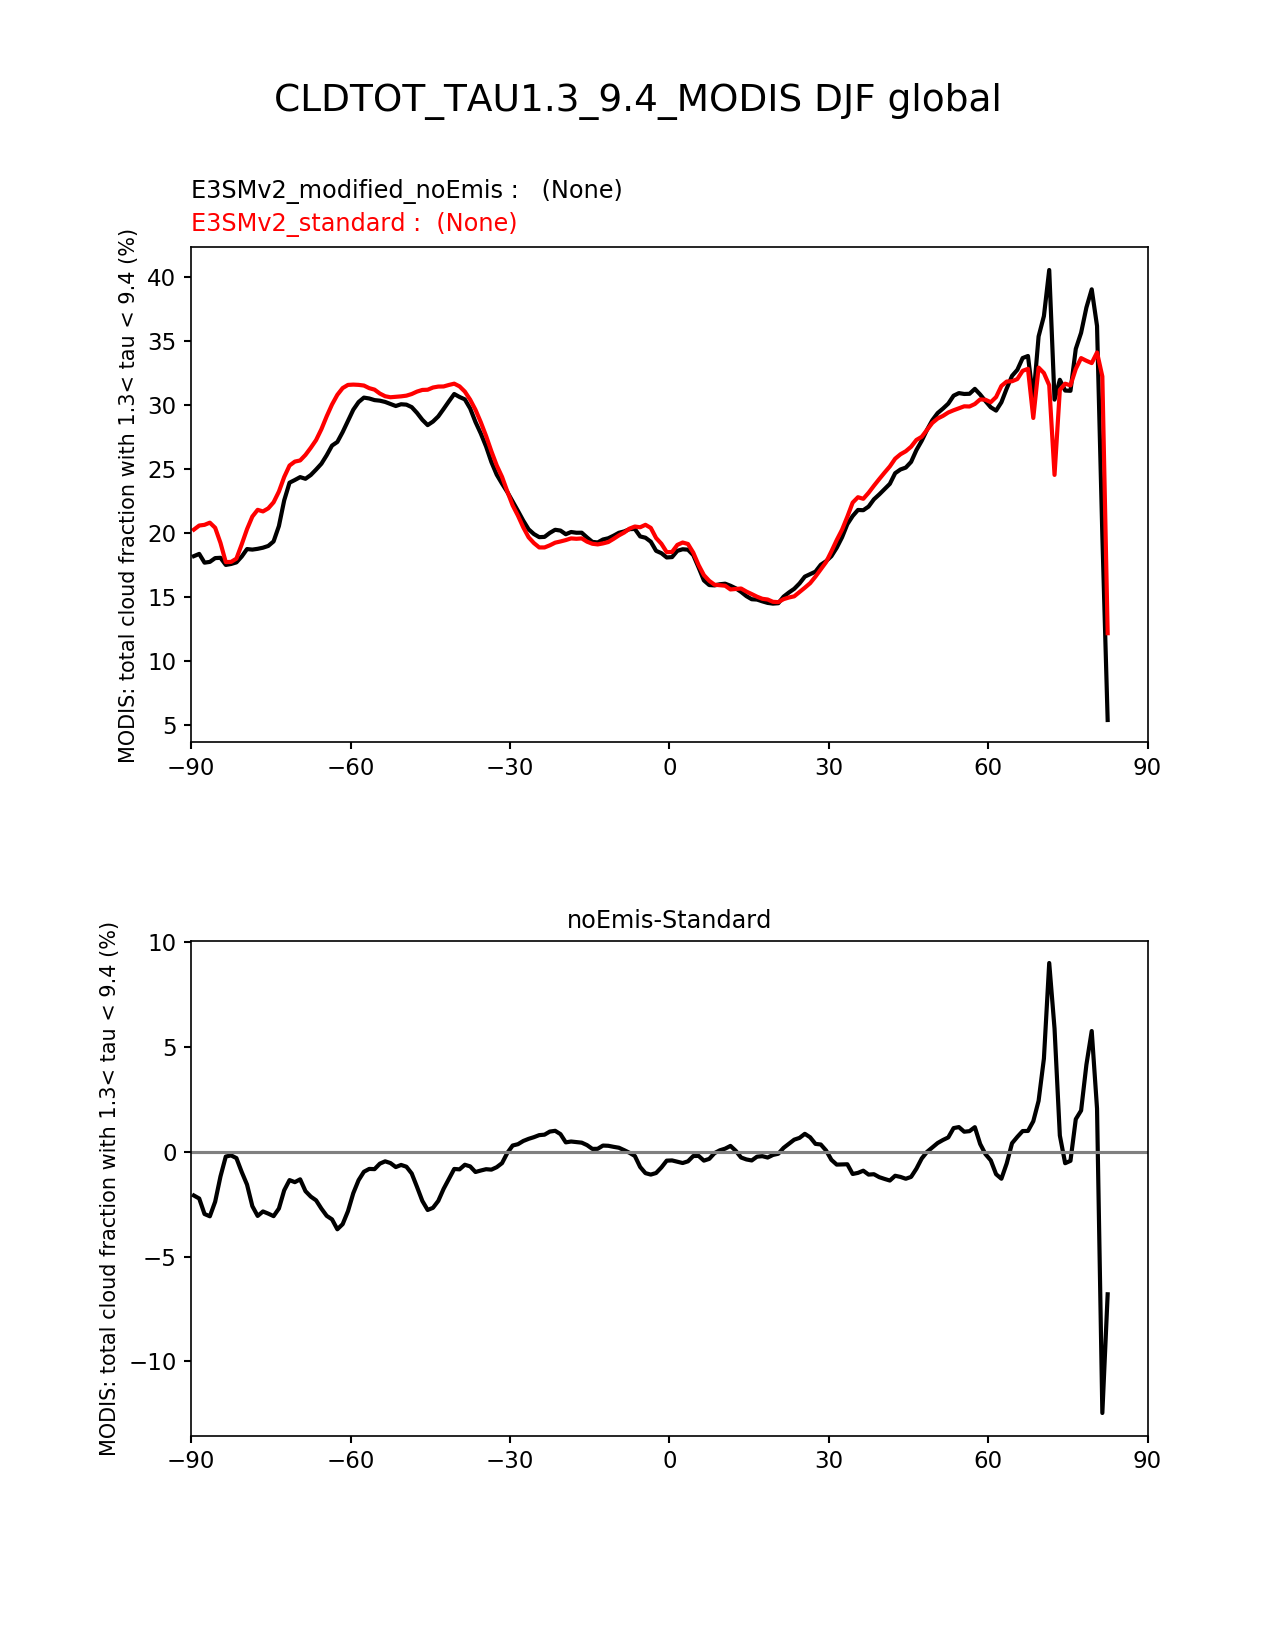 CLDTOT_TAU1.3_9.4_MODIS DJF global
E3SMv2_modified_noEmis :   (None)
E3SMv2_standard :  (None)
MODIS: total cloud fraction with 1.3< tau < 9.4 (%)
40
35
30
25
20
15
10
5
−90 −60 −30 0 30 60 90
noEmis-Standard
MODIS: total cloud fraction with 1.3< tau < 9.4 (%)
10
5
0
−5
−10
−90 −60 −30 0 30 60 90